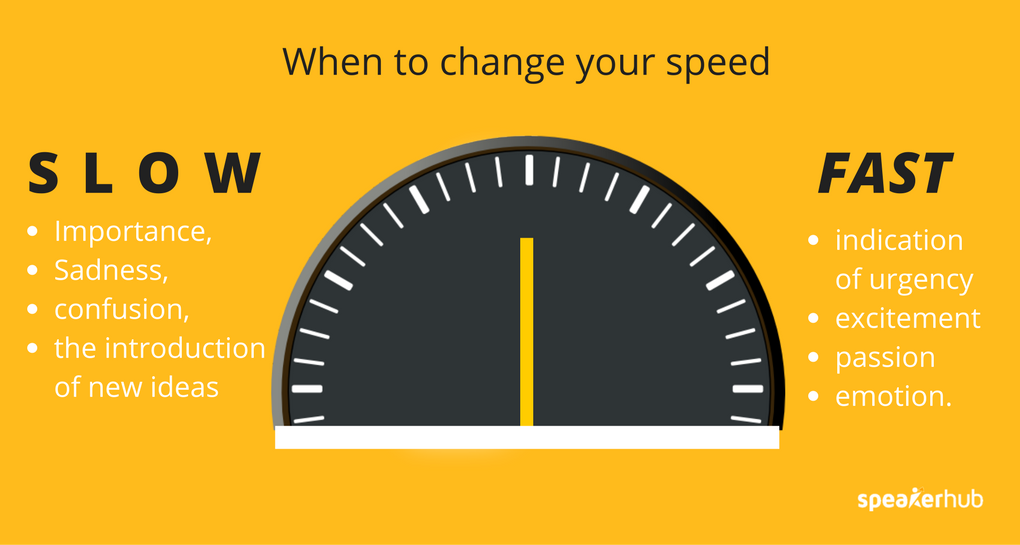 When to change your speed
SLOW
Importance,
Sadness,
confusion,
the introduction
of new ideas
FAST
indication
of urgency
excitement
passion
emotion.
speakerhub